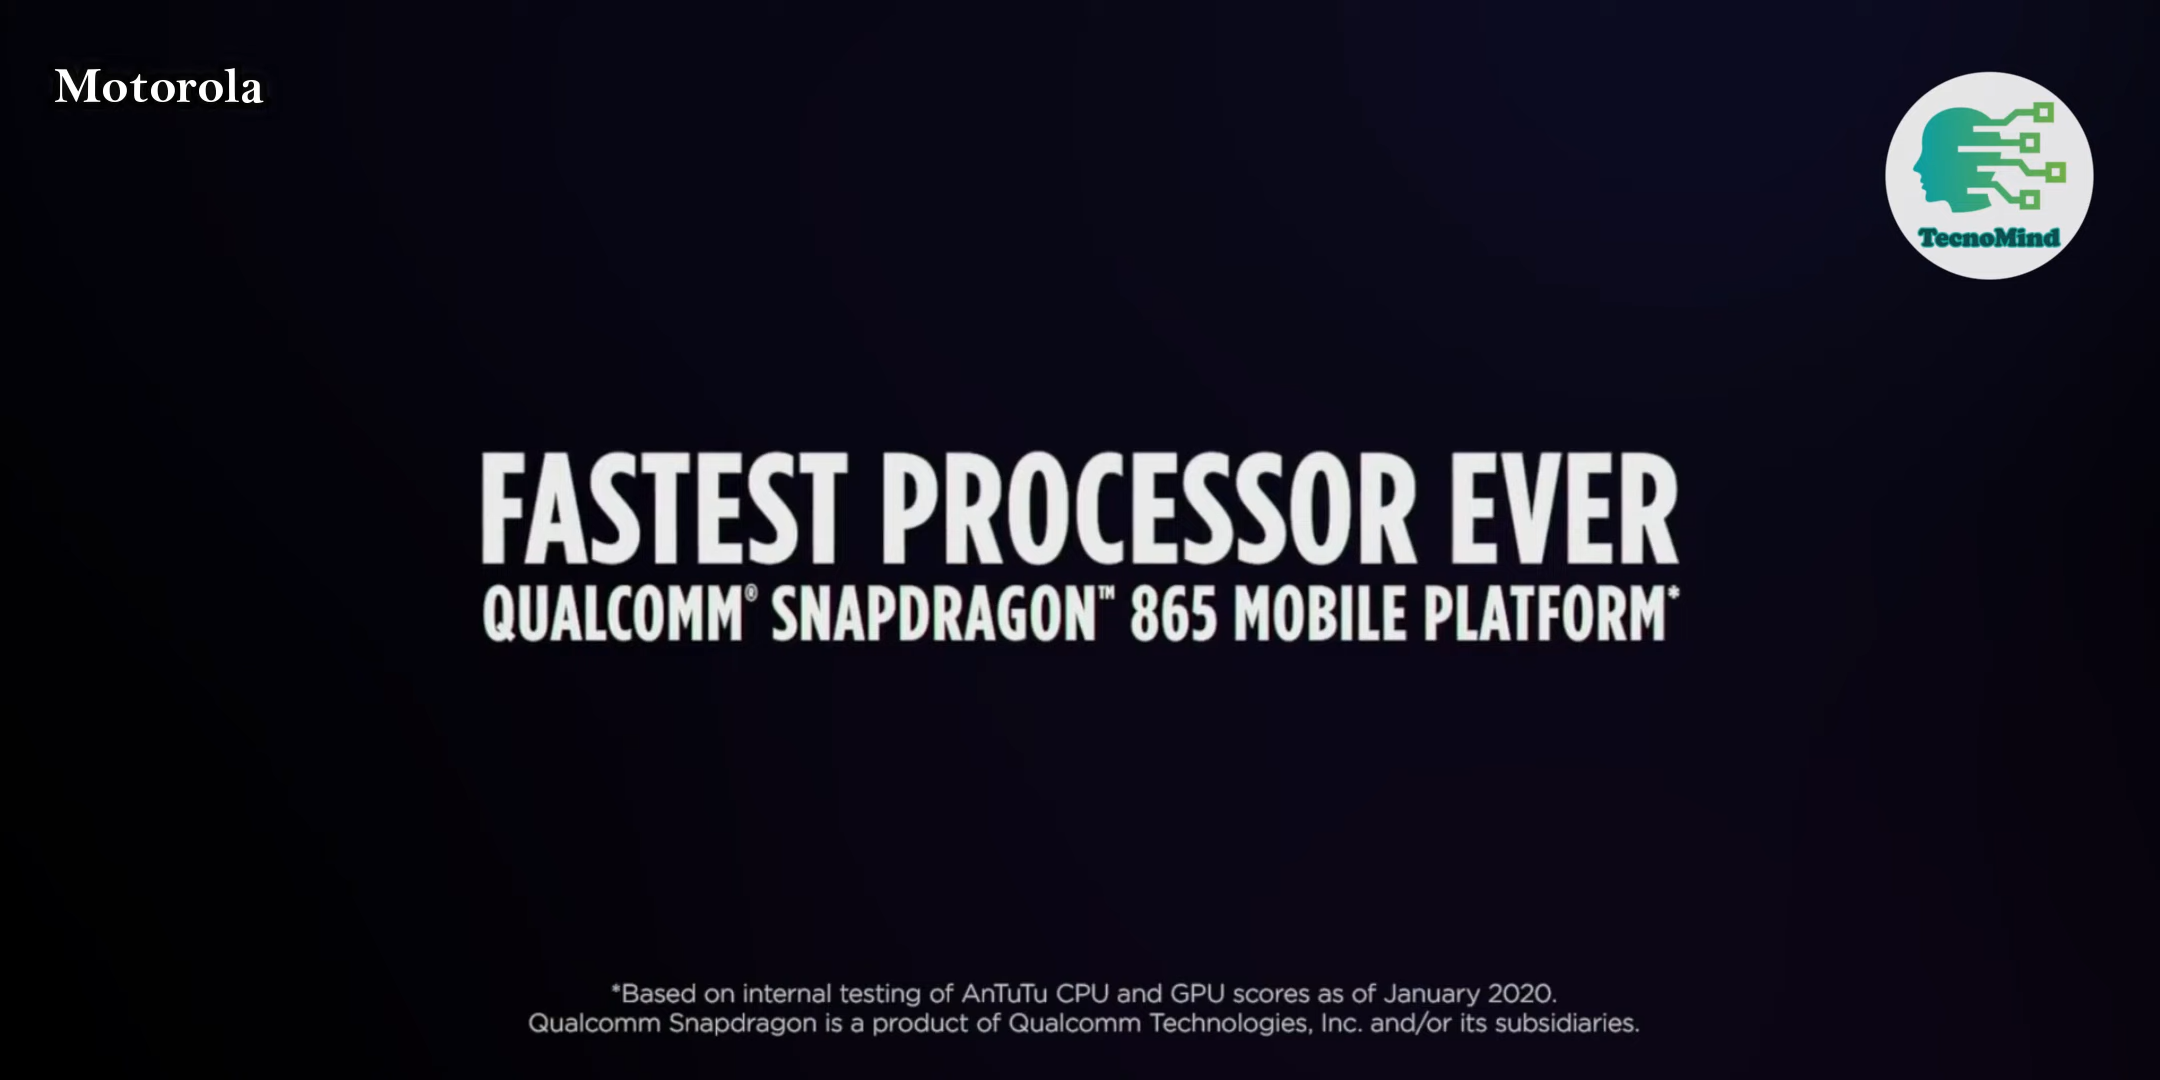 Motorola
TecnoMind
FASTEST PROCESSOR EVER
QUALCOMM® SNAPDRAGON™ 865 MOBILE PLATFORM*
*Based on internal testing of AnTuTu CPU and GPU scores as of January 2020.
Qualcomm Snapdragon is a product of Qualcomm Technologies, Inc. and/or its subsidiaries.